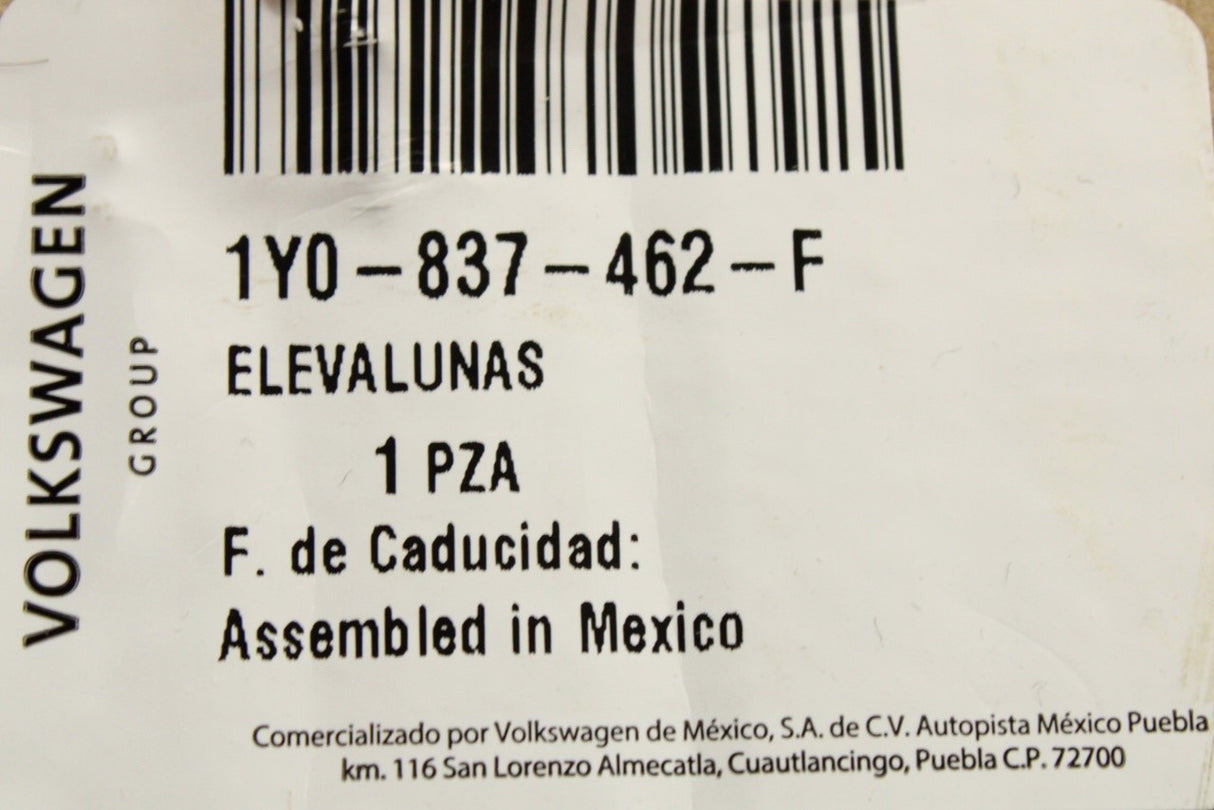 VOLKSWAGEN
GROUP
1Y0-837-462-F
ELEVALUNAS
1 PZA
F. de Caducidad:
Assembled in Mexico
Comercializado por Volkswagen de México, S.A. de C.V. Autopista México Puebla
km. 116 San Lorenzo Almecatla, Cuautlancingo, Puebla C.P. 72700